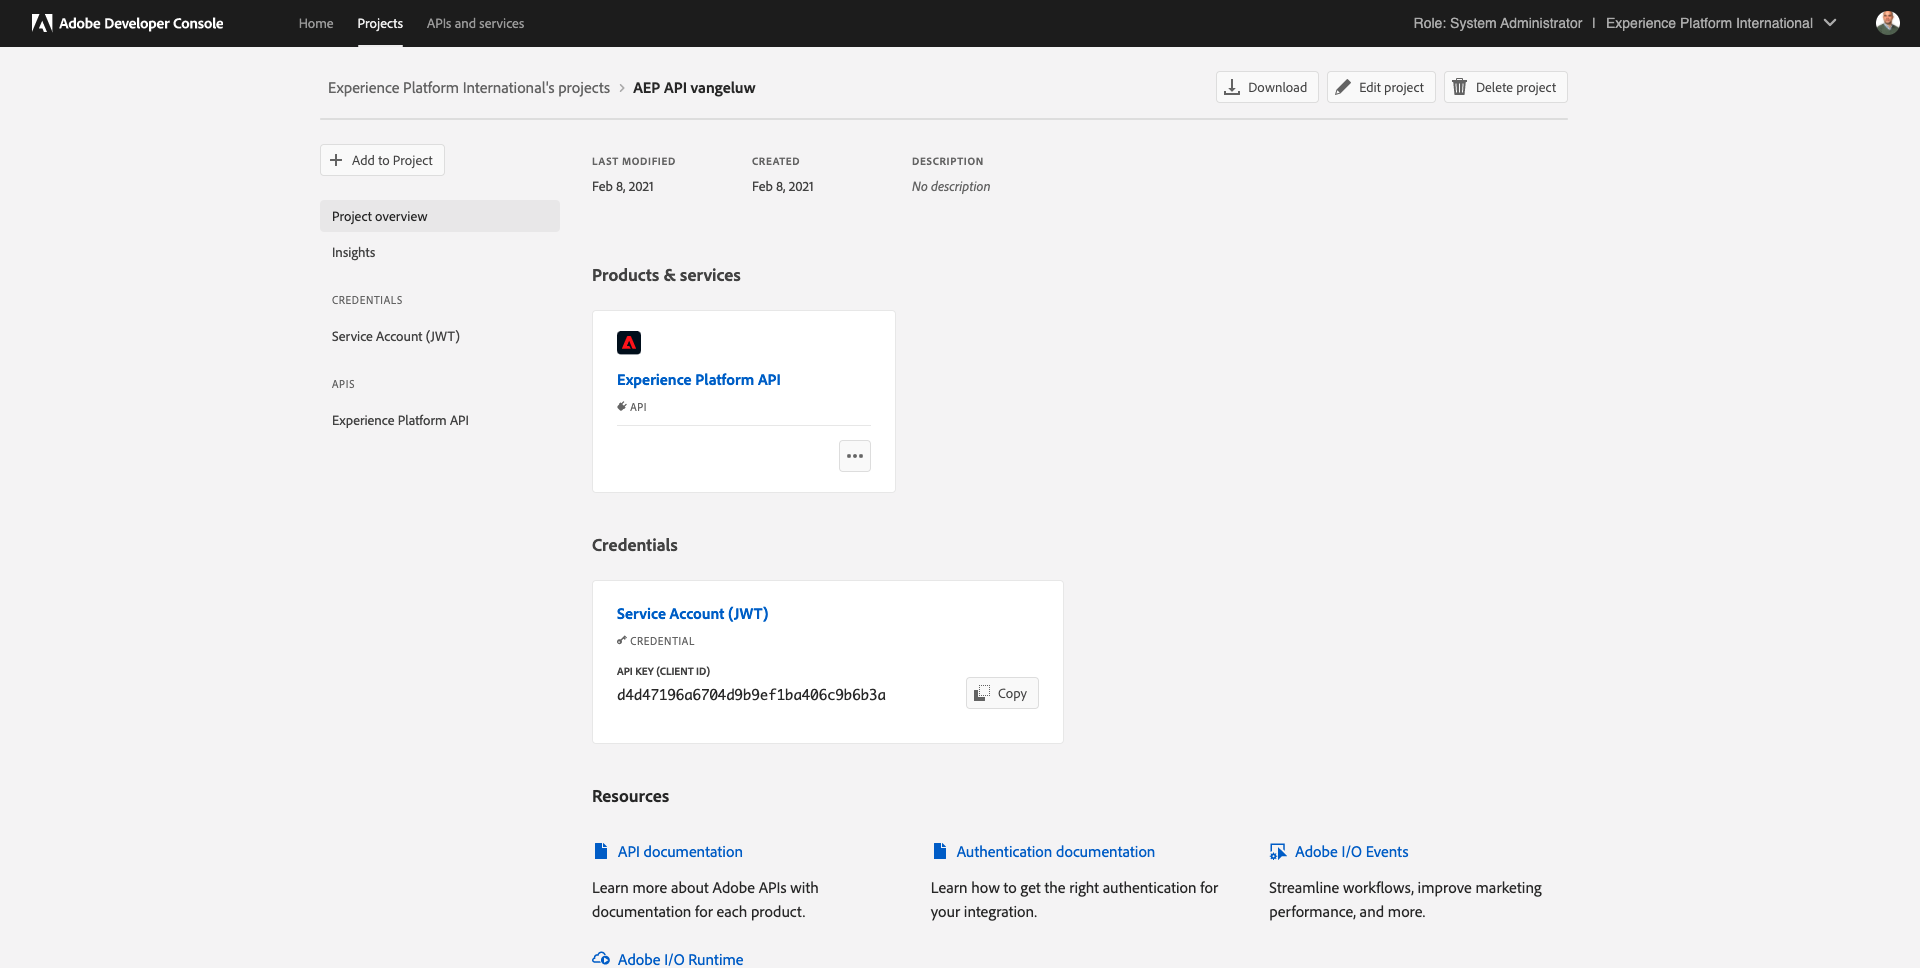 Adobe Developer Console
Home Projects APIs and services
Role: System Administrator | Experience Platform International
Experience Platform International's projects > AEP API vangeluw
Download Edit project Delete project
Add to Project
Project overview
Insights
CREDENTIALS
Service Account (JWT)
APIS
Experience Platform API
LAST MODIFIED CREATED DESCRIPTION
Feb 8, 2021 Feb 8, 2021 No description
Products & services
Experience Platform API
API
Credentials
Service Account (JWT)
CREDENTIAL
API KEY (CLIENT ID)
d4d47196a6704d9b9ef1ba406c9b6b3a
Copy
Resources
API documentation
Learn more about Adobe APIs with
documentation for each product.
Authentication documentation
Learn how to get the right authentication for
your integration.
Adobe I/O Events
Streamline workflows, improve marketing
performance, and more.
Adobe I/O Runtime